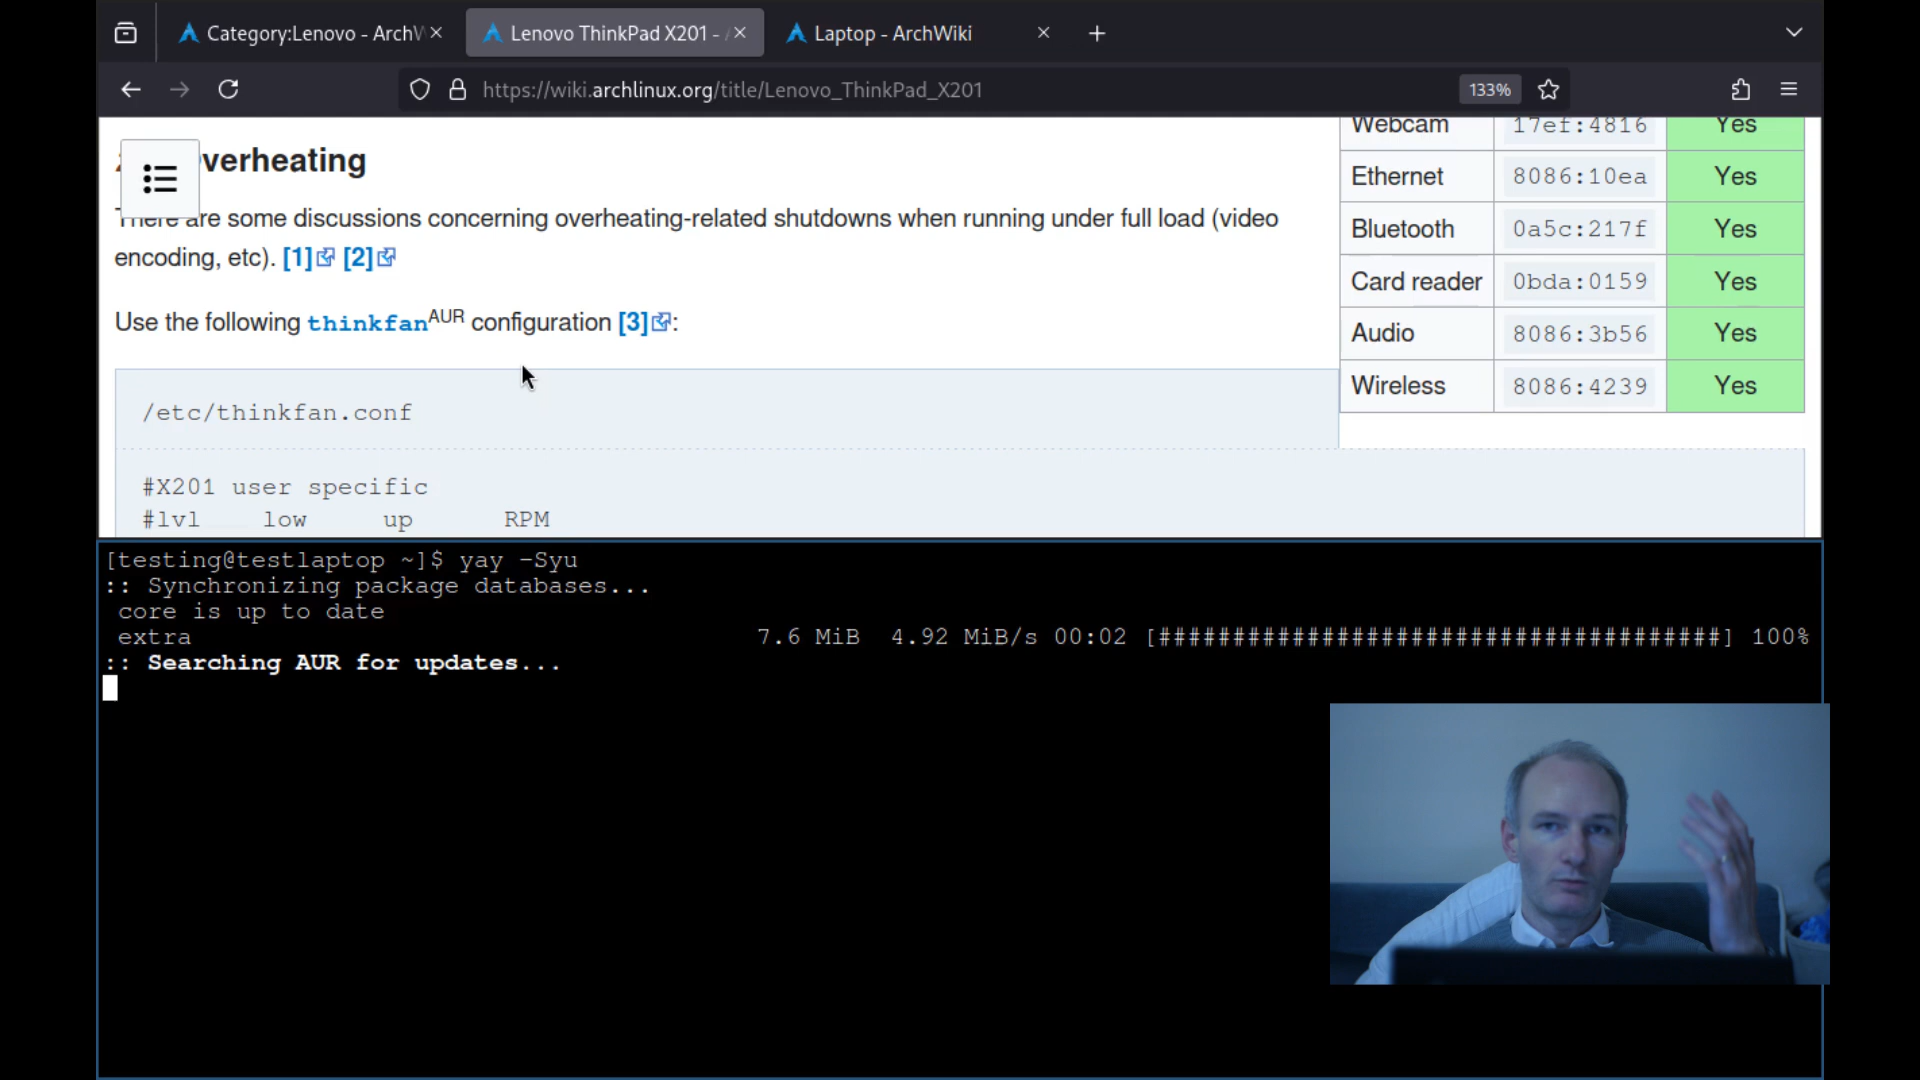 Category:Lenovo - ArchW
Lenovo ThinkPad X201 -
Laptop - ArchWiki
https://wiki.archlinux.org/title/Lenovo_ThinkPad_X201
133%
verheating
There are some discussions concerning overheating-related shutdowns when running under full load (video
encoding, etc). [1] [2]
Use the following thinkfanAUR configuration [3]:
/etc/thinkfan.conf
#X201 user specific
#lvl low up RPM
Webcam 17ef:4816 Yes
Ethernet 8086:10ea Yes
Bluetooth 0a5c:217f Yes
Card reader 0bda:0159 Yes
Audio 8086:3b56 Yes
Wireless 8086:4239 Yes
[testing@testlaptop ~]$ yay -Syu
:: Synchronizing package databases...
core is up to date
extra 7.6 MiB 4.92 MiB/s 00:02 [######################################] 100%
:: Searching AUR for updates...